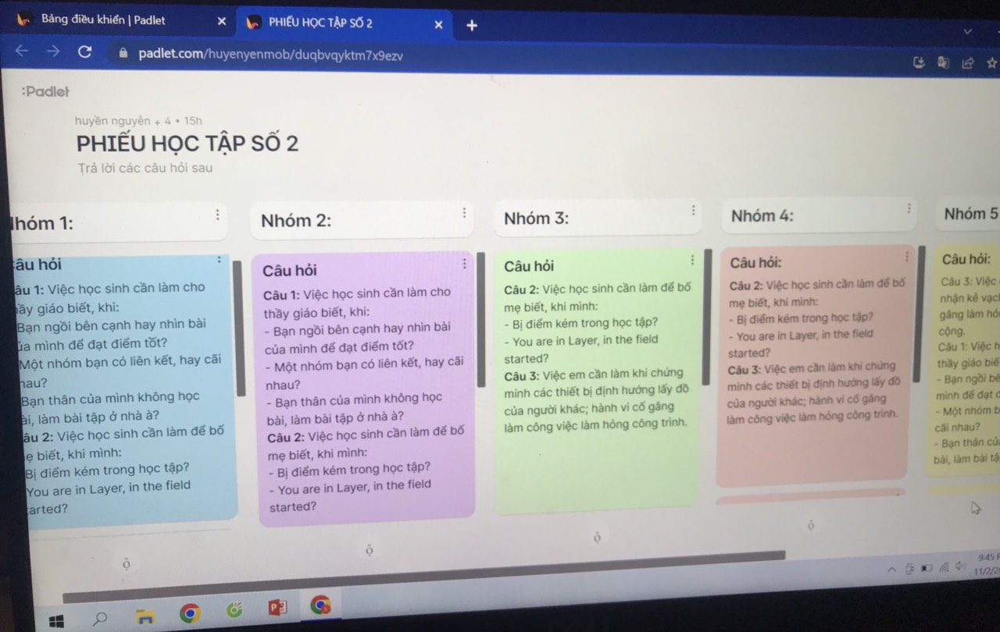 Bảng điều khiển | Padlet
PHIẾU HỌC TẬP SỐ 2
padlet.com/huyenyenmob/duqbvqyktm7x9ezv
:Padlet
huyền nguyễn + 4 • 15h
PHIẾU HỌC TẬP SỐ 2
Trả lời các câu hỏi sau
hóm 1:
âu hỏi
âu 1: Việc học sinh cần làm cho
ầy giáo biết, khi:
Bạn ngồi bên cạnh hay nhìn bài
ủa mình để đạt điểm tốt?
Một nhóm bạn có liên kết, hay cãi
hau?
Bạn thân của mình không học
ài, làm bài tập ở nhà à?
âu 2: Việc học sinh cần làm để bố
ẹ biết, khi mình:
Bị điểm kém trong học tập?
You are in Layer, in the field
arted?
Nhóm 2:
Câu hỏi
Câu 1: Việc học sinh cần làm cho
thầy giáo biết, khi:
- Bạn ngồi bên cạnh hay nhìn bài
của mình để đạt điểm tốt?
- Một nhóm bạn có liên kết, hay cãi
nhau?
- Bạn thân của mình không học
bài, làm bài tập ở nhà à?
Câu 2: Việc học sinh cần làm để bố
mẹ biết, khi mình:
- Bị điểm kém trong học tập?
- You are in Layer, in the field
started?
Nhóm 3:
Câu hỏi
Câu 2: Việc học sinh cần làm để bố
mẹ biết, khi mình:
- Bị điểm kém trong học tập?
- You are in Layer, in the field
started?
Câu 3: Việc em cần làm khi chứng
minh các thiết bị định hướng lấy đồ
của người khác; hành vi cố gắng
làm công việc làm hỏng công trình.
Nhóm 4:
Câu hỏi:
Câu 2: Việc học sinh cần làm để bố
mẹ biết, khi mình:
- Bị điểm kém trong học tập?
- You are in Layer, in the field
started?
Câu 3: Việc em cần làm khi chứng
minh các thiết bị định hướng lấy đồ
của người khác; hành vi cố gắng
làm công việc làm hỏng công trình.
Nhóm 5
Câu hỏi:
Câu 3: Việc
nhận kẻ vạch
gắng làm hỏ
cộng.
Câu 1: Việc h
thầy giáo biế
- Bạn ngồi bê
mình để đạt
- Một nhóm b
cãi nhau?
- Bạn thân củ
bài, làm bài tậ
9:45
11/2/2